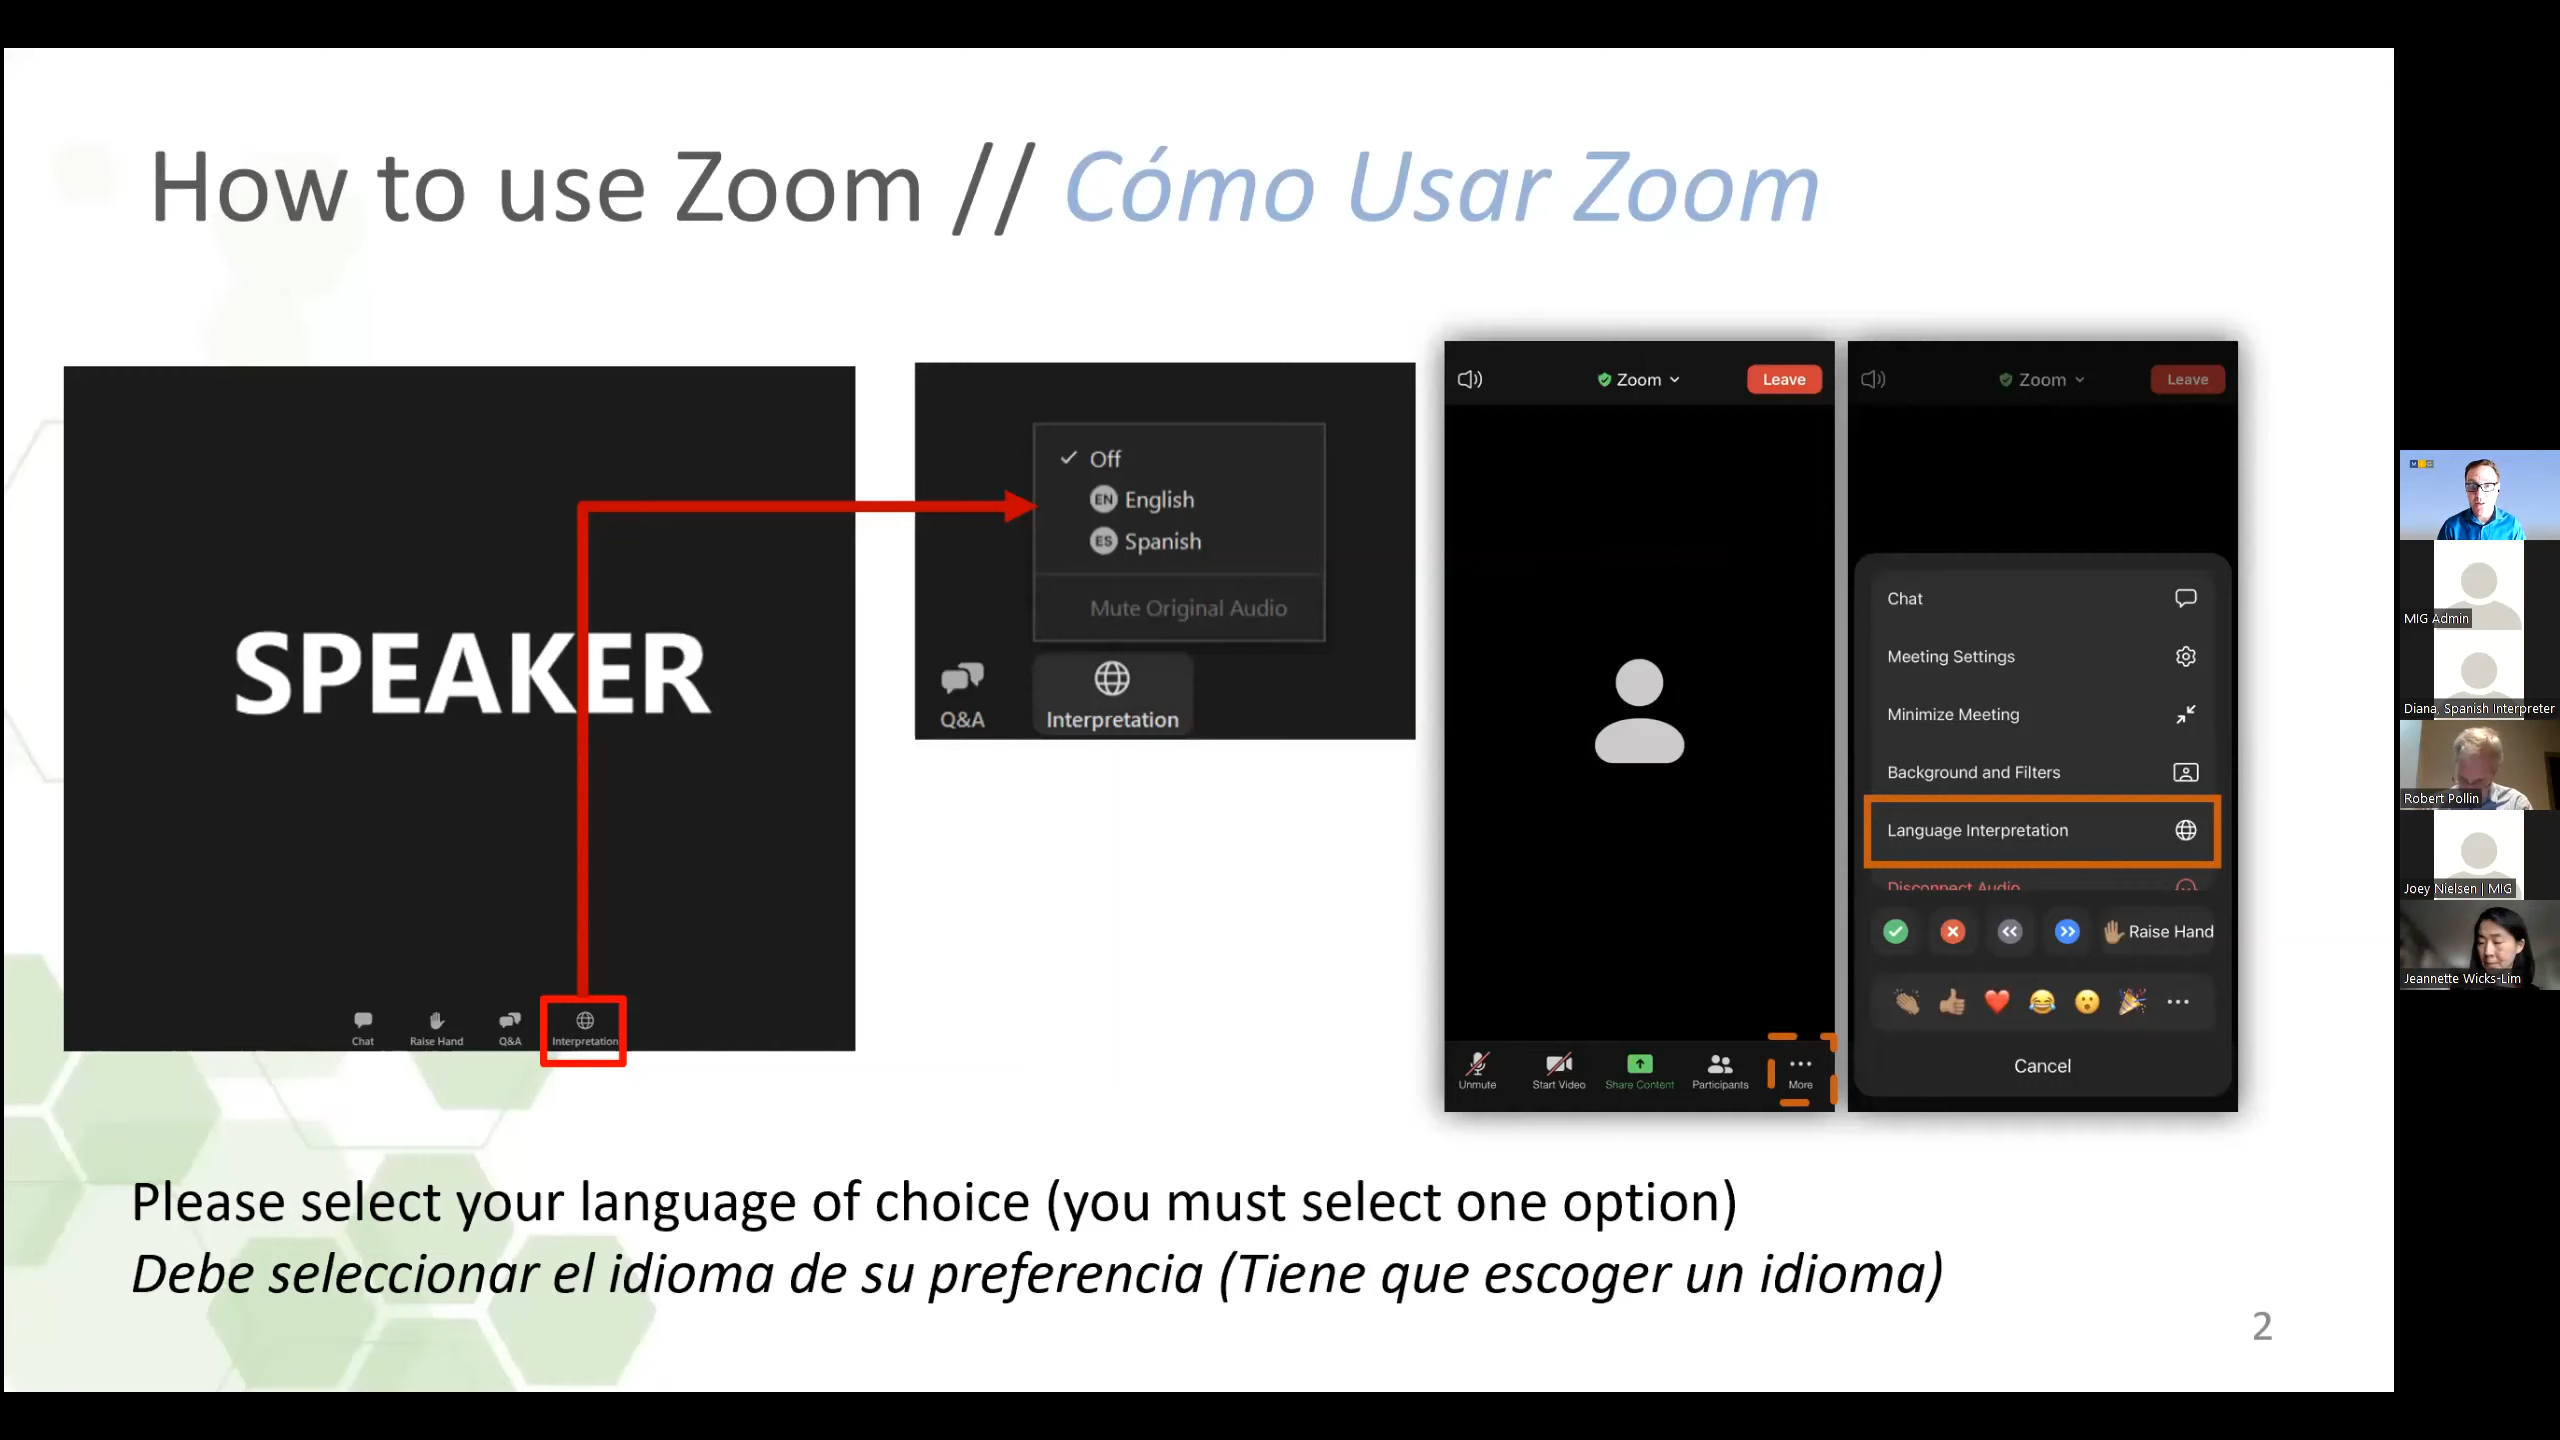 How to use Zoom // Cómo Usar Zoom
SPEAKER
Chat
Raise Hand
Q&A
Interpretation
Off
EN English
ES Spanish
Mute Original Audio
Q&A
Interpretation
Zoom
Leave
Unmute
Start Video
Share Content
Participants
More
Zoom
Leave
Chat
Meeting Settings
Minimize Meeting
Background and Filters
Language Interpretation
Disconnect Audio
Raise Hand
Cancel
Please select your language of choice (you must select one option)
Debe seleccionar el idioma de su preferencia (Tiene que escoger un idioma)
2
MIG
MIG Admin
Diana, Spanish Interpreter
Robert Pollin
Joey Nielsen | MIG
Jeannette Wicks-Lim